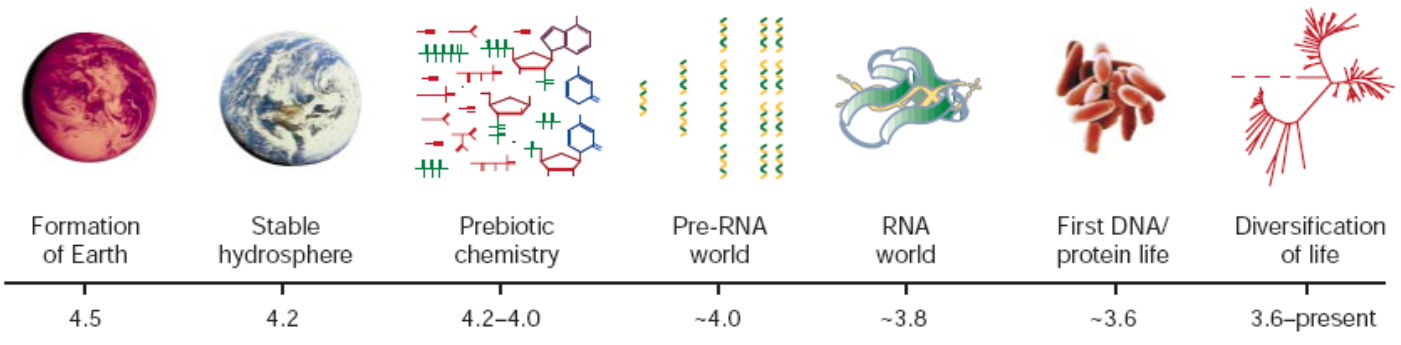 Formation
of Earth
Stable
hydrosphere
Prebiotic
chemistry
Pre-RNA
world
RNA
world
First DNA/
protein life
Diversification
of life
4.5
4.2
4.2–4.0
~4.0
~3.8
~3.6
3.6–present